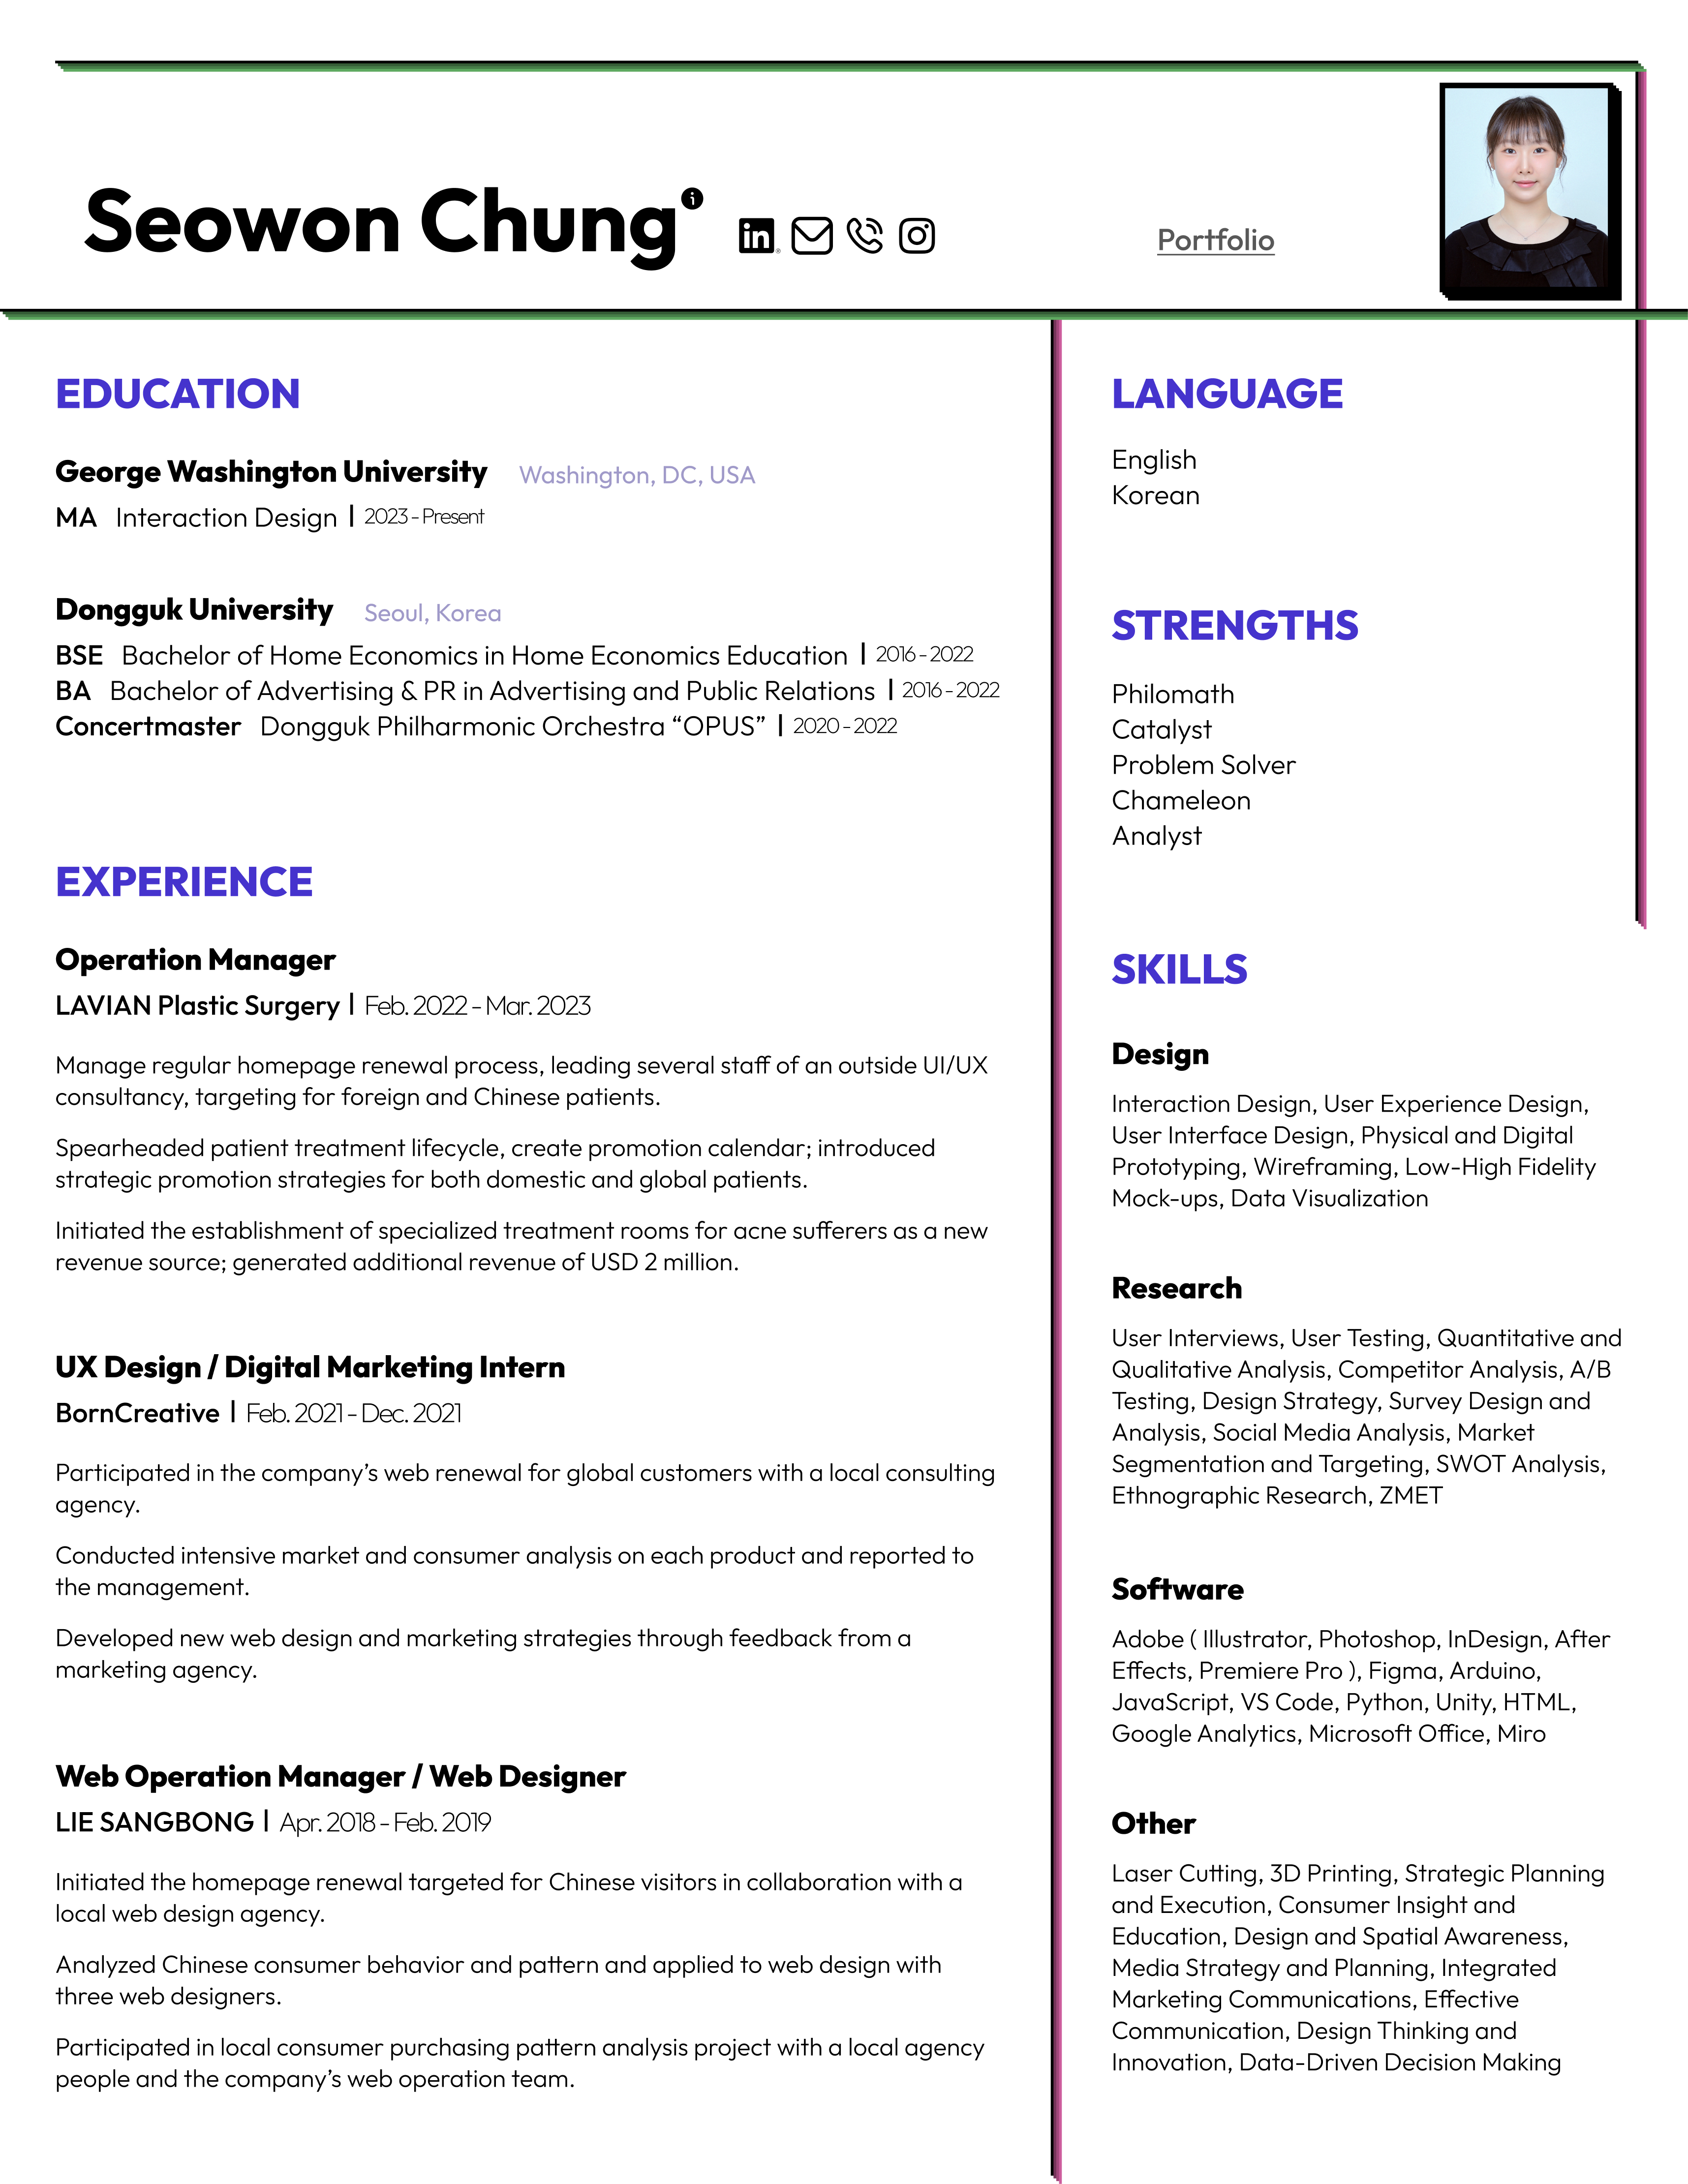 Seowon Chung
Portfolio
EDUCATION
George Washington University Washington, DC, USA
MA Interaction Design | 2023 - Present
Dongguk University Seoul, Korea
BSE Bachelor of Home Economics in Home Economics Education | 2016 - 2022
BA Bachelor of Advertising & PR in Advertising and Public Relations | 2016 - 2022
Concertmaster Dongguk Philharmonic Orchestra “OPUS” | 2020 - 2022
EXPERIENCE
Operation Manager
LAVIAN Plastic Surgery | Feb. 2022 - Mar. 2023
Manage regular homepage renewal process, leading several staff of an outside UI/UX
consultancy, targeting for foreign and Chinese patients.
Spearheaded patient treatment lifecycle, create promotion calendar; introduced
strategic promotion strategies for both domestic and global patients.
Initiated the establishment of specialized treatment rooms for acne sufferers as a new
revenue source; generated additional revenue of USD 2 million.
UX Design / Digital Marketing Intern
BornCreative | Feb. 2021 - Dec. 2021
Participated in the company’s web renewal for global customers with a local consulting
agency.
Conducted intensive market and consumer analysis on each product and reported to
the management.
Developed new web design and marketing strategies through feedback from a
marketing agency.
Web Operation Manager / Web Designer
LIE SANGBONG | Apr. 2018 - Feb. 2019
Initiated the homepage renewal targeted for Chinese visitors in collaboration with a
local web design agency.
Analyzed Chinese consumer behavior and pattern and applied to web design with
three web designers.
Participated in local consumer purchasing pattern analysis project with a local agency
people and the company’s web operation team.
LANGUAGE
English
Korean
STRENGTHS
Philomath
Catalyst
Problem Solver
Chameleon
Analyst
SKILLS
Design
Interaction Design, User Experience Design,
User Interface Design, Physical and Digital
Prototyping, Wireframing, Low-High Fidelity
Mock-ups, Data Visualization
Research
User Interviews, User Testing, Quantitative and
Qualitative Analysis, Competitor Analysis, A/B
Testing, Design Strategy, Survey Design and
Analysis, Social Media Analysis, Market
Segmentation and Targeting, SWOT Analysis,
Ethnographic Research, ZMET
Software
Adobe ( Illustrator, Photoshop, InDesign, After
Effects, Premiere Pro ), Figma, Arduino,
JavaScript, VS Code, Python, Unity, HTML,
Google Analytics, Microsoft Office, Miro
Other
Laser Cutting, 3D Printing, Strategic Planning
and Execution, Consumer Insight and
Education, Design and Spatial Awareness,
Media Strategy and Planning, Integrated
Marketing Communications, Effective
Communication, Design Thinking and
Innovation, Data-Driven Decision Making